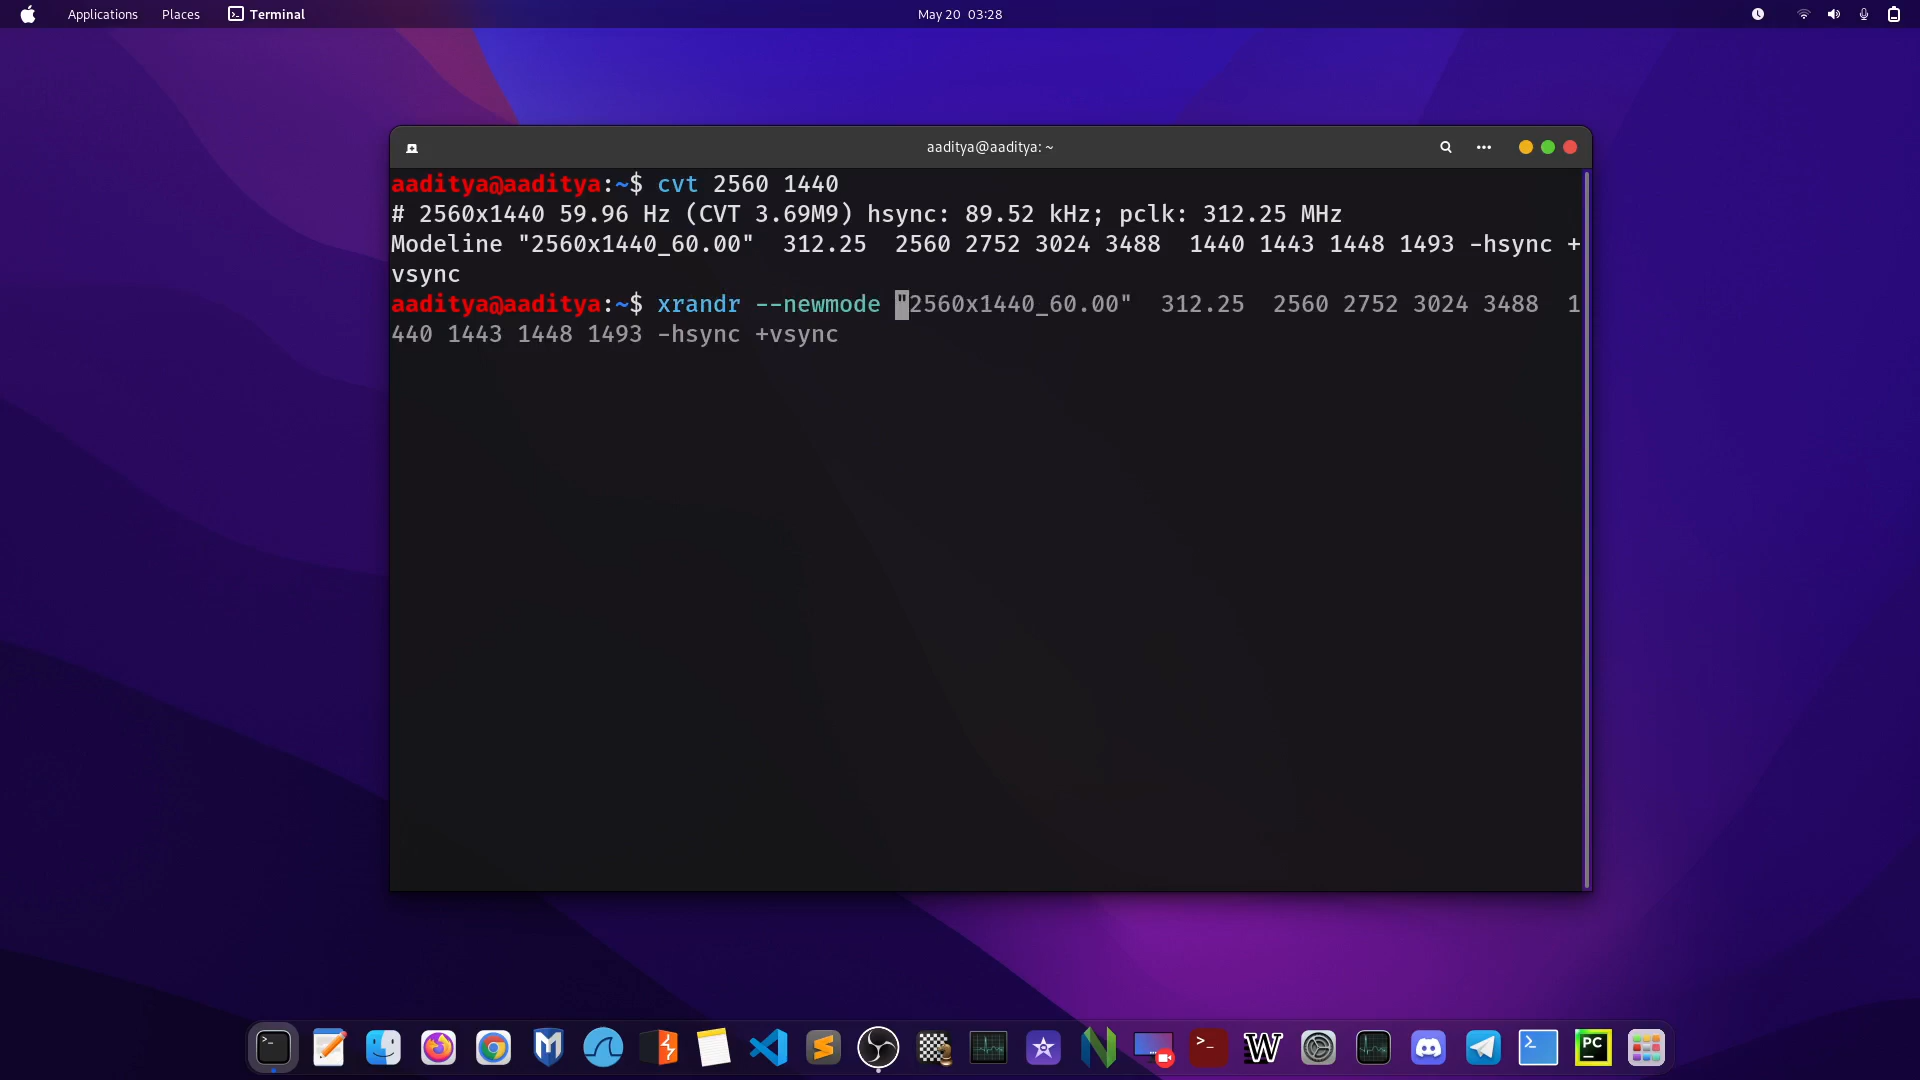 Applications Places Terminal May 20 03:28
aaditya@aaditya: ~
aaditya@aaditya:~$ cvt 2560 1440
# 2560x1440 59.96 Hz (CVT 3.69M9) hsync: 89.52 kHz; pclk: 312.25 MHz
Modeline "2560x1440_60.00"  312.25  2560 2752 3024 3488  1440 1443 1448 1493 -hsync +
vsync
aaditya@aaditya:~$ xrandr --newmode "2560x1440_60.00"  312.25  2560 2752 3024 3488  1
440 1443 1448 1493 -hsync +vsync
>_ M S N >_ W >_ PC